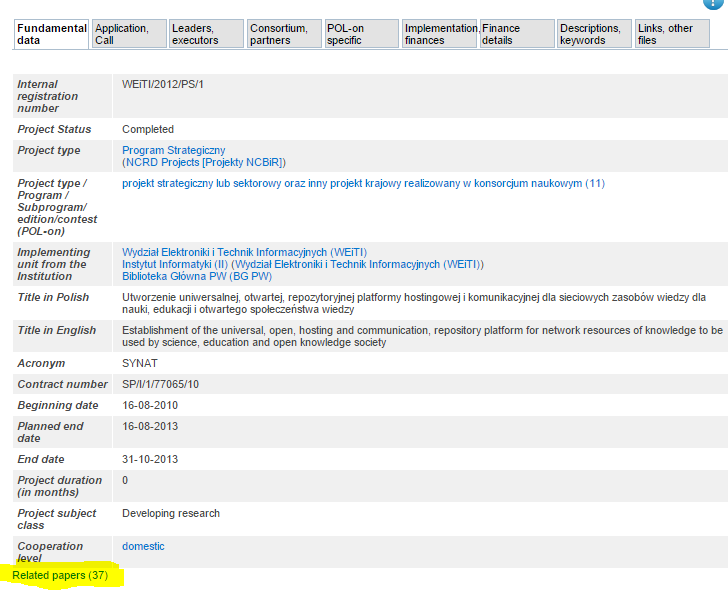 Fundamental data
Application, Call
Leaders, executors
Consortium, partners
POL-on specific
Implementation, finances
Finance details
Descriptions, keywords
Links, other files
Internal registration number
WEiTI/2012/PS/1
Project Status
Completed
Project type
Program Strategiczny
(NCRD Projects [Projekty NCBiR])
Project type / Program / Subprogram/ edition/contest (POL-on)
projekt strategiczny lub sektorowy oraz inny projekt krajowy realizowany w konsorcjum naukowym (11)
Implementing unit from the Institution
Wydział Elektroniki i Technik Informacyjnych (WEiTI)
Instytut Informatyki (II) (Wydział Elektroniki i Technik Informacyjnych (WEiTI))
Biblioteka Główna PW (BG PW)
Title in Polish
Utworzenie uniwersalnej, otwartej, repozytoryjnej platformy hostingowej i komunikacyjnej dla sieciowych zasobów wiedzy dla
nauki, edukacji i otwartego społeczeństwa wiedzy
Title in English
Establishment of the universal, open, hosting and communication, repository platform for network resources of knowledge to be
used by science, education and open knowledge society
Acronym
SYNAT
Contract number
SP/I/1/77065/10
Beginning date
16-08-2010
Planned end date
16-08-2013
End date
31-10-2013
Project duration (in months)
0
Project subject class
Developing research
Cooperation level
domestic
Related papers (37)